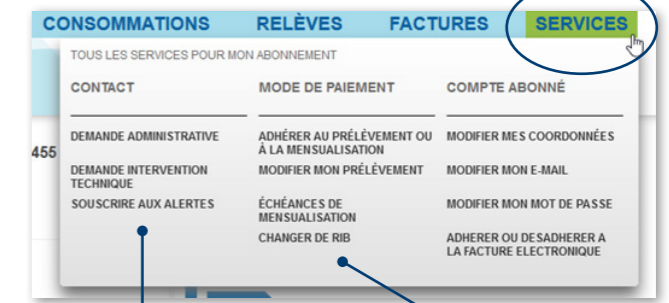 CONSOMMATIONS RELÈVES FACTURES SERVICES
TOUS LES SERVICES POUR MON ABONNEMENT
CONTACT
DEMANDE ADMINISTRATIVE
DEMANDE INTERVENTION
TECHNIQUE
SOUSCRIRE AUX ALERTES
MODE DE PAIEMENT
ADHÉRER AU PRÉLÈVEMENT OU
À LA MENSUALISATION
MODIFIER MON PRÉLÈVEMENT
ÉCHÉANCES DE
MENSUALISATION
CHANGER DE RIB
COMPTE ABONNÉ
MODIFIER MES COORDONNÉES
MODIFIER MON E-MAIL
MODIFIER MON MOT DE PASSE
ADHERER OU DESADHERER A
LA FACTURE ELECTRONIQUE
455